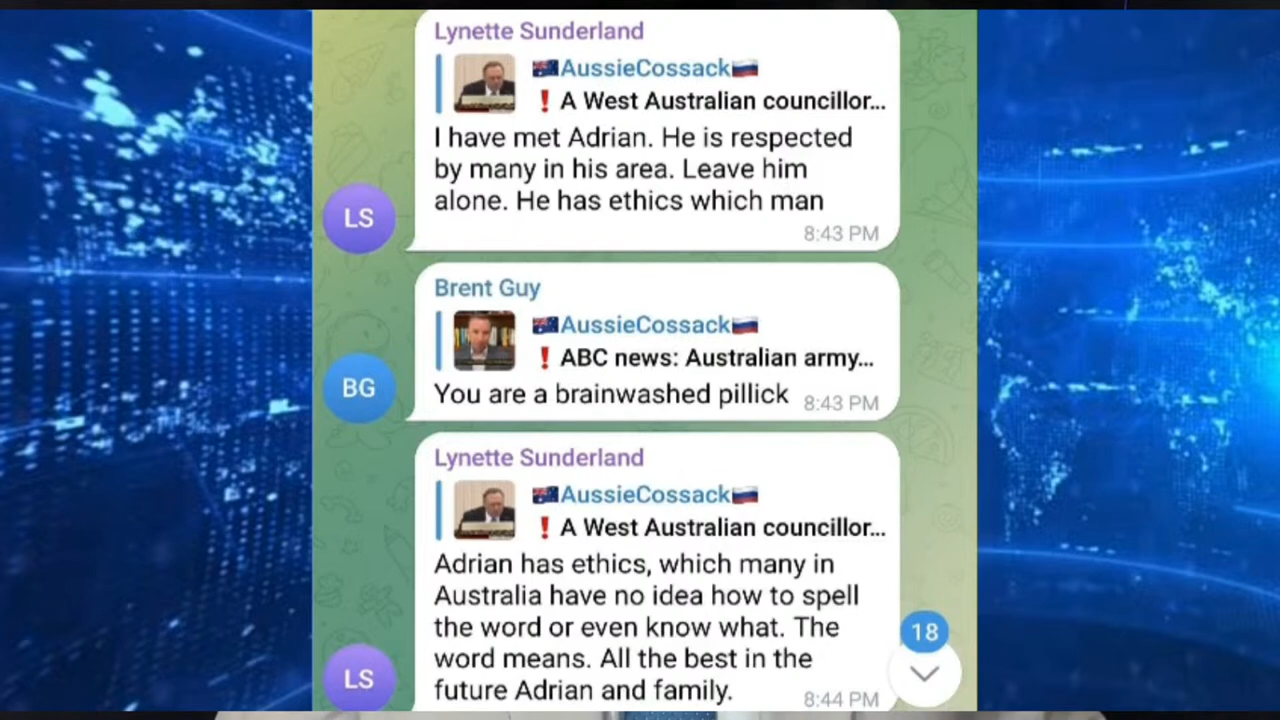 Lynette Sunderland
🇦🇺AussieCossack🇷🇺
❗ A West Australian councillor...
I have met Adrian. He is respected
by many in his area. Leave him
alone. He has ethics which man
8:43 PM
LS
Brent Guy
🇦🇺AussieCossack🇷🇺
❗ ABC news: Australian army...
You are a brainwashed pillick 8:43 PM
BG
Lynette Sunderland
🇦🇺AussieCossack🇷🇺
❗ A West Australian councillor...
Adrian has ethics, which many in
Australia have no idea how to spell
the word or even know what. The
word means. All the best in the
future Adrian and family. 8:44 PM
LS
18